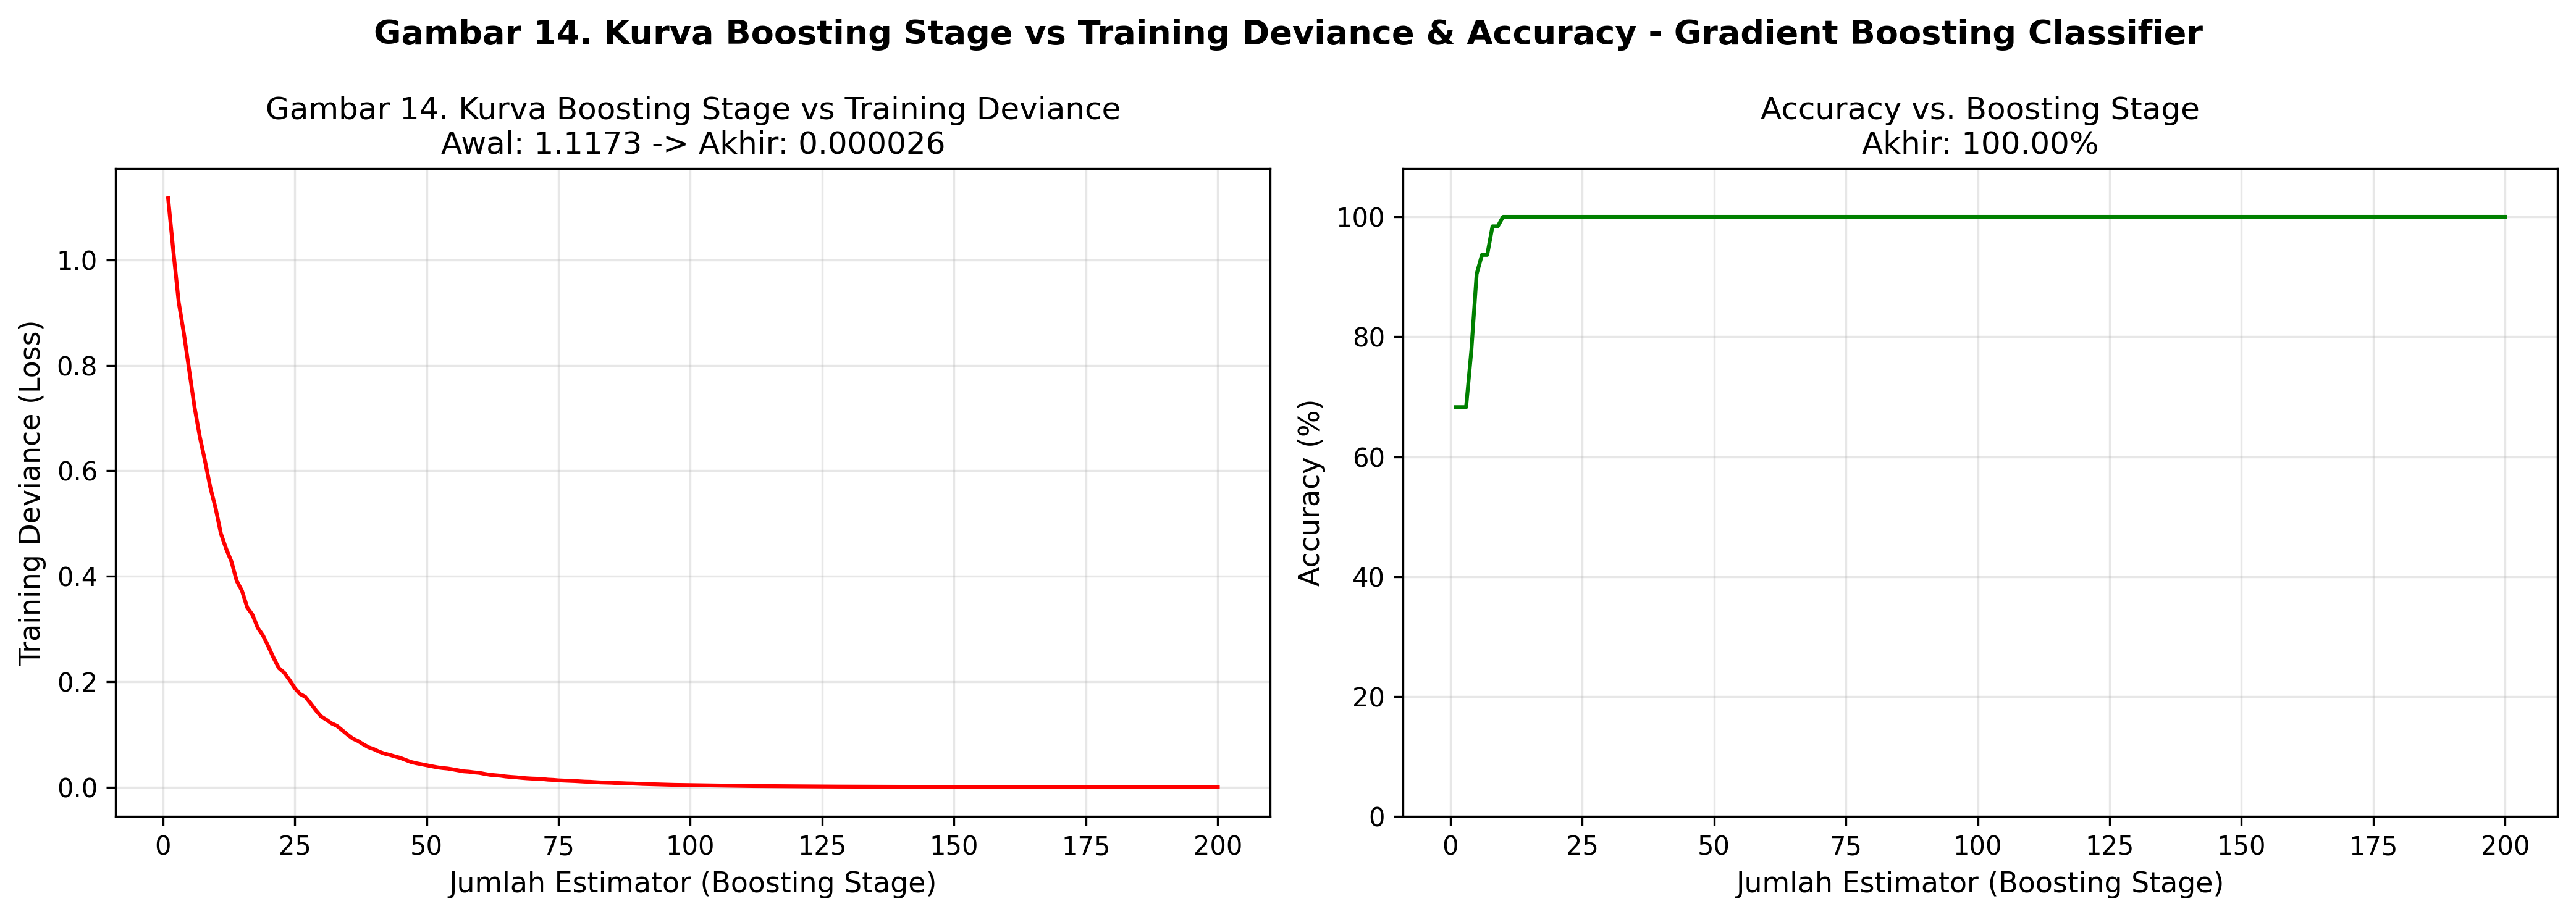 Gambar 14. Kurva Boosting Stage vs Training Deviance & Accuracy - Gradient Boosting Classifier
Gambar 14. Kurva Boosting Stage vs Training Deviance
Awal: 1.1173 -> Akhir: 0.000026
Training Deviance (Loss)
1.0
0.8
0.6
0.4
0.2
0.0
0 25 50 75 100 125 150 175 200
Jumlah Estimator (Boosting Stage)
Accuracy vs. Boosting Stage
Akhir: 100.00%
Accuracy (%)
100
80
60
40
20
0
0 25 50 75 100 125 150 175 200
Jumlah Estimator (Boosting Stage)